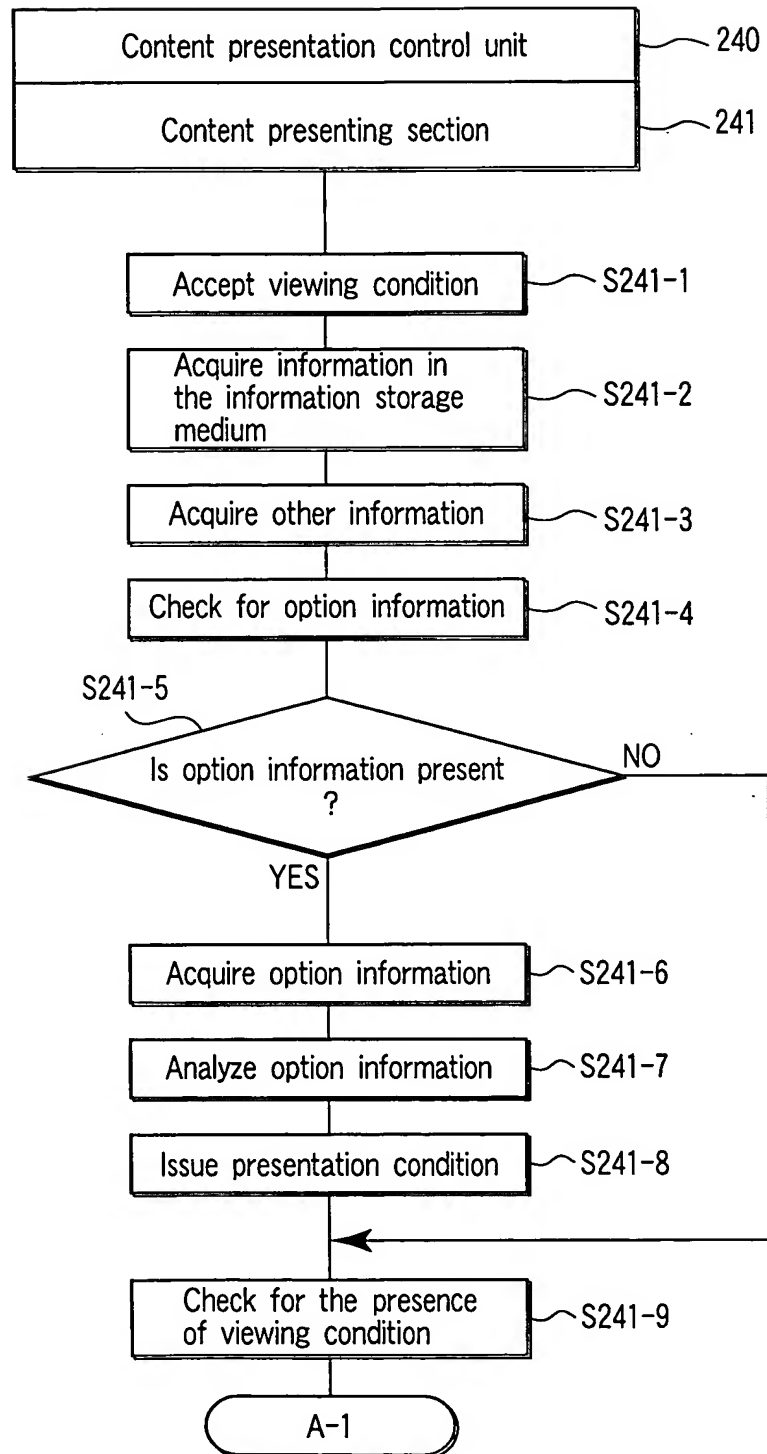 Content presentation control unit
240
Content presenting section
241
Accept viewing condition
S241-1
Acquire information in
the information storage
medium
S241-2
Acquire other information
S241-3
Check for option information
S241-4
S241-5
Is option information present
?
NO
YES
Acquire option information
S241-6
Analyze option information
S241-7
Issue presentation condition
S241-8
Check for the presence
of viewing condition
S241-9
A-1